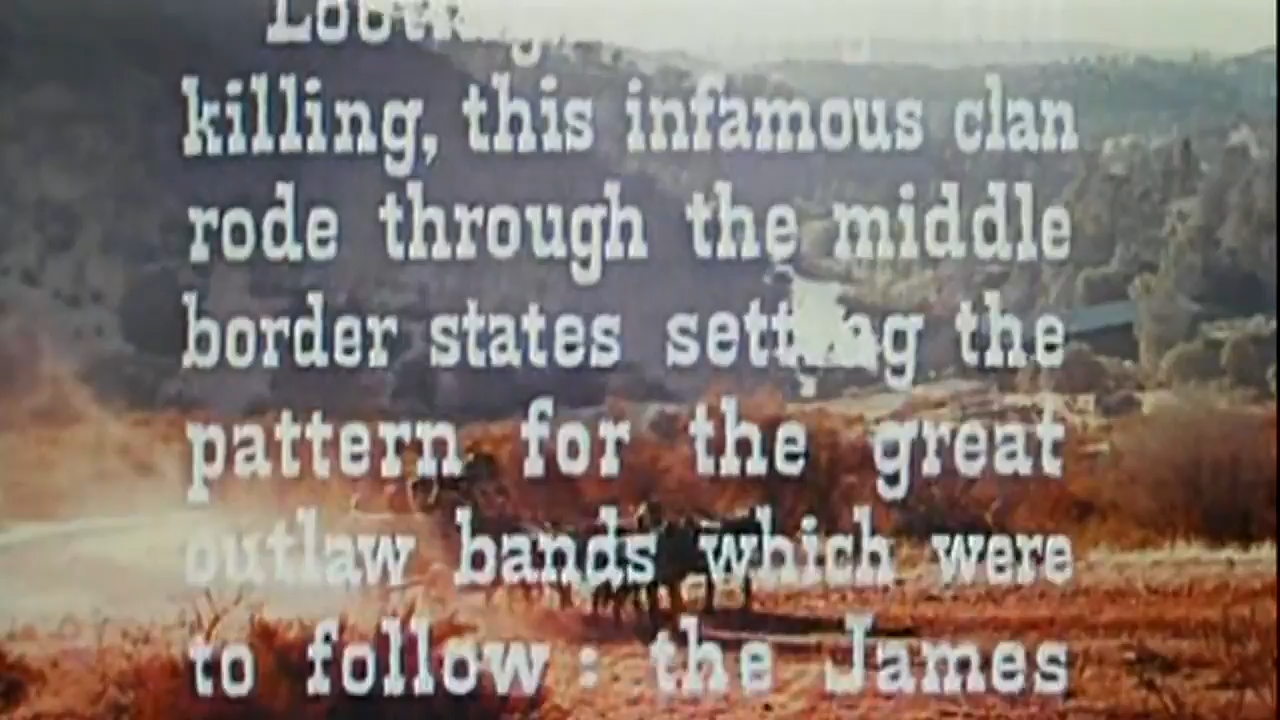 killing, this infamous clan
rode through the middle
border states setting the
pattern for the great
outlaw bands which were
to follow: the James